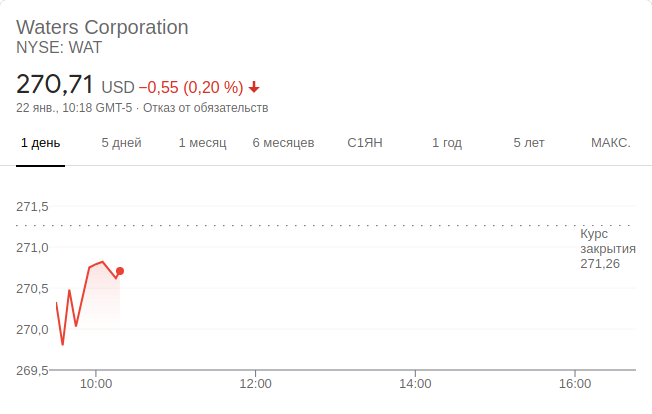 Waters Corporation
NYSE: WAT
270,71 USD −0,55 (0,20 %)
22 янв., 10:18 GMT-5 · Отказ от обязательств
1 день 5 дней 1 месяц 6 месяцев С1ЯН 1 год 5 лет МАКС.
271,5
Курс
закрытия
271,26
271,0
270,5
270,0
269,5
10:00 12:00 14:00 16:00